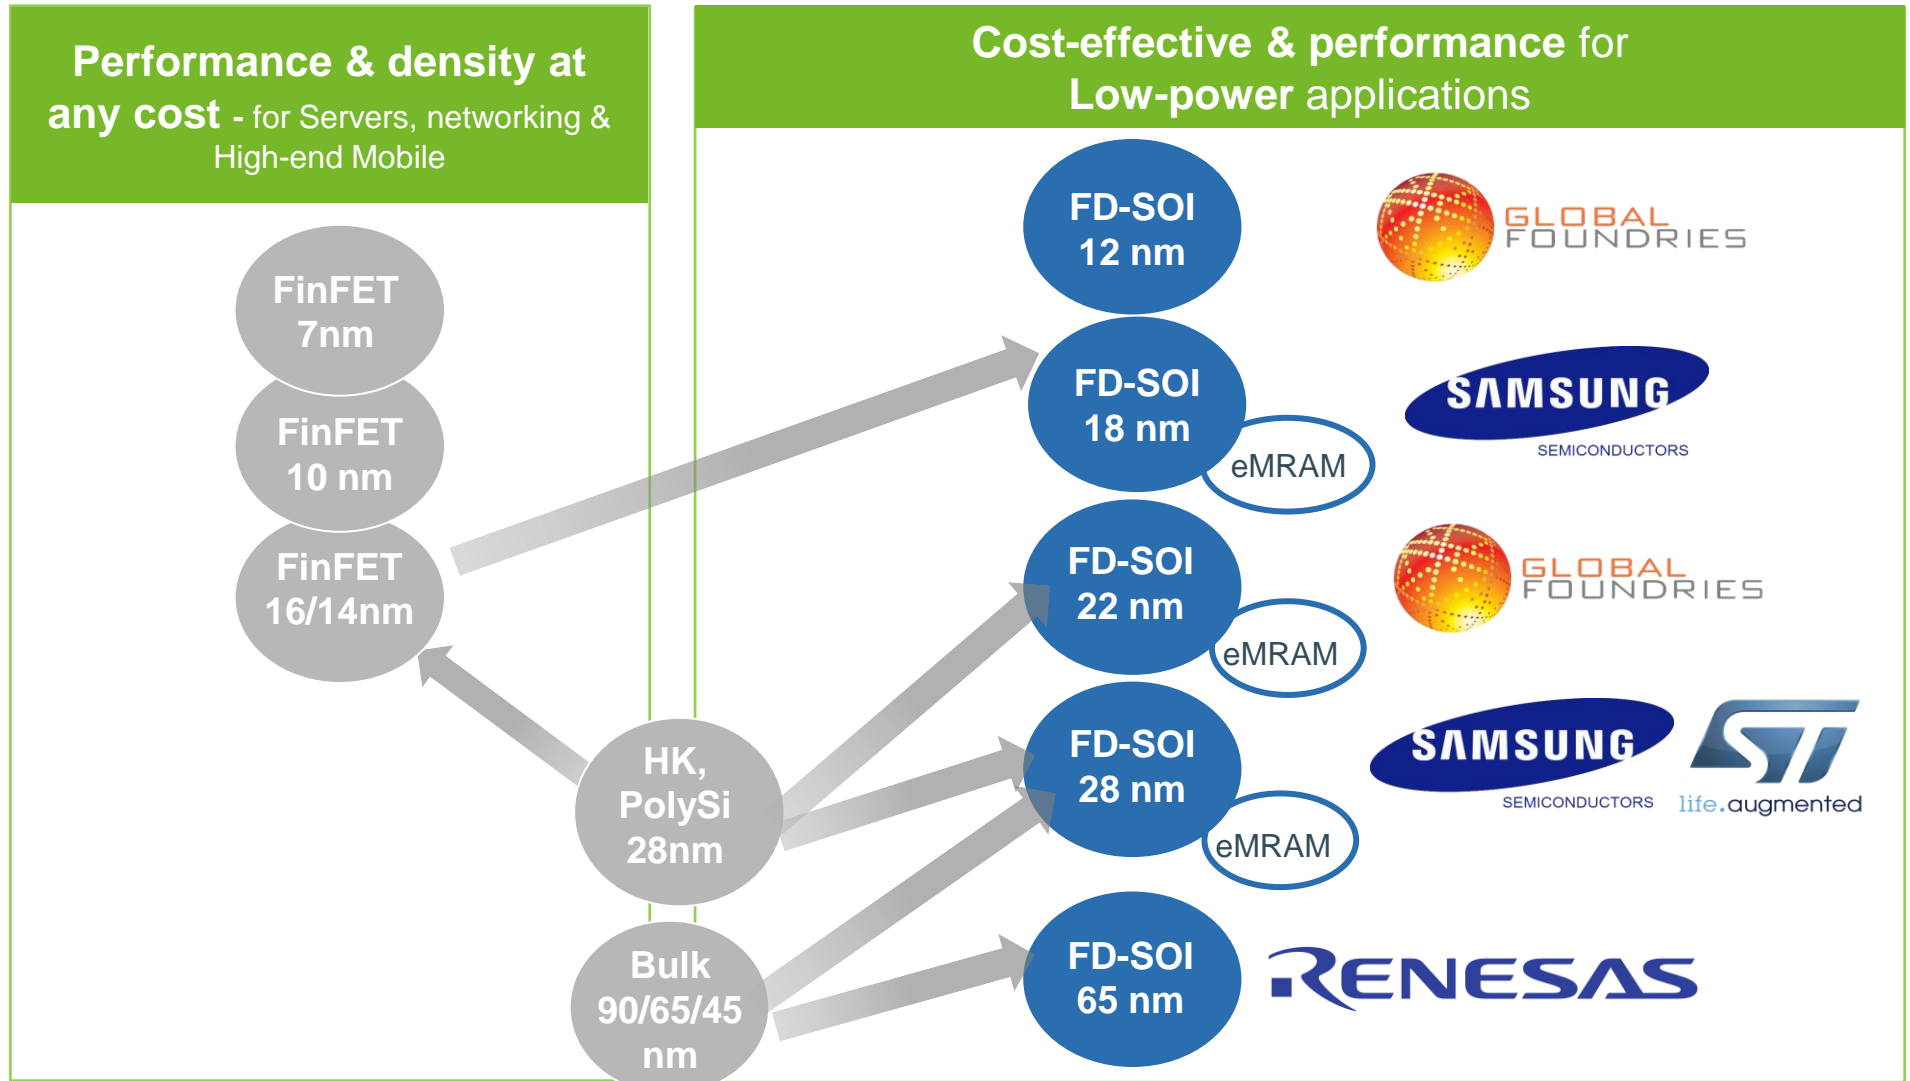 Performance & density at
any cost - for Servers, networking &
High-end Mobile
FinFET
7nm
FinFET
10 nm
FinFET
16/14nm
HK,
PolySi
28nm
Bulk
90/65/45
nm
Cost-effective & performance for
Low-power applications
FD-SOI
12 nm
GLOBAL
FOUNDRIES
FD-SOI
18 nm
eMRAM
SAMSUNG
SEMICONDUCTORS
FD-SOI
22 nm
eMRAM
GLOBAL
FOUNDRIES
FD-SOI
28 nm
eMRAM
SAMSUNG
SEMICONDUCTORS
ST
life.augmented
FD-SOI
65 nm
RENESAS